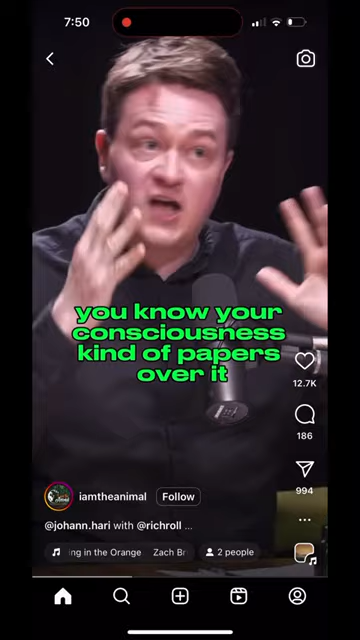 7:50
you know your
consciousness
kind of papers
over it
12.7K
186
994
iamtheanimal
Follow
@johann.hari with @richroll ...
ing in the Orange Zach Br
2 people